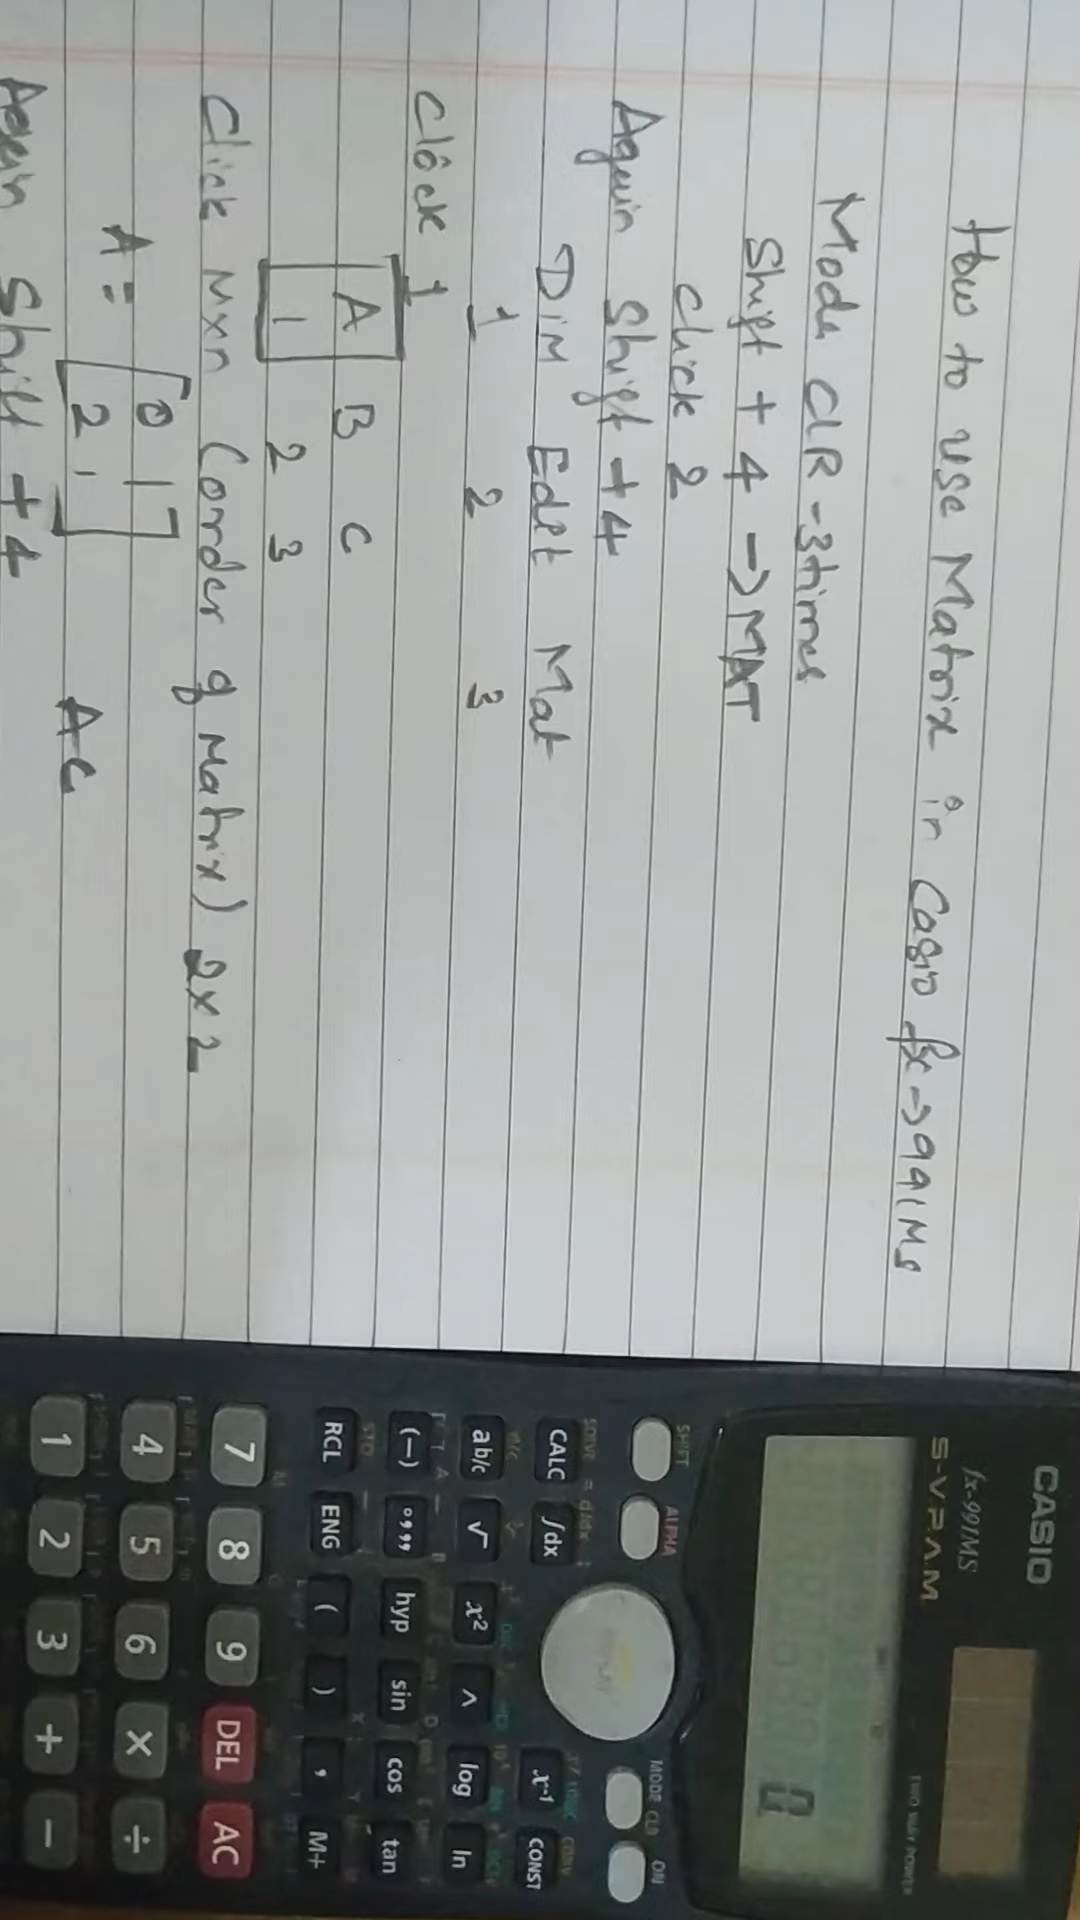 How to use Matrix in Casio fx→991MS
Mode ClR -3times
Shift + 4 → MAT
click 2
Again Shift + 4
Dim Edit Mat
1 2 3
Click 1
A B C
1 2 3
Click mxn (order of matrix) 2x2
A = [0 1
2 1] AC
Again Shift + 4
CASIO
fx-991MS
S-V.P.A.M.
TWO WAY POWER
0
SHIFT ALPHA MODE CLR ON
CALC ∫dx x⁻¹ CONST
ab/c √ x² ^ log ln
(−) °'" hyp sin cos tan
RCL ENG ( ) , M+
7 8 9 DEL AC
4 5 6 × ÷
1 2 3 + −